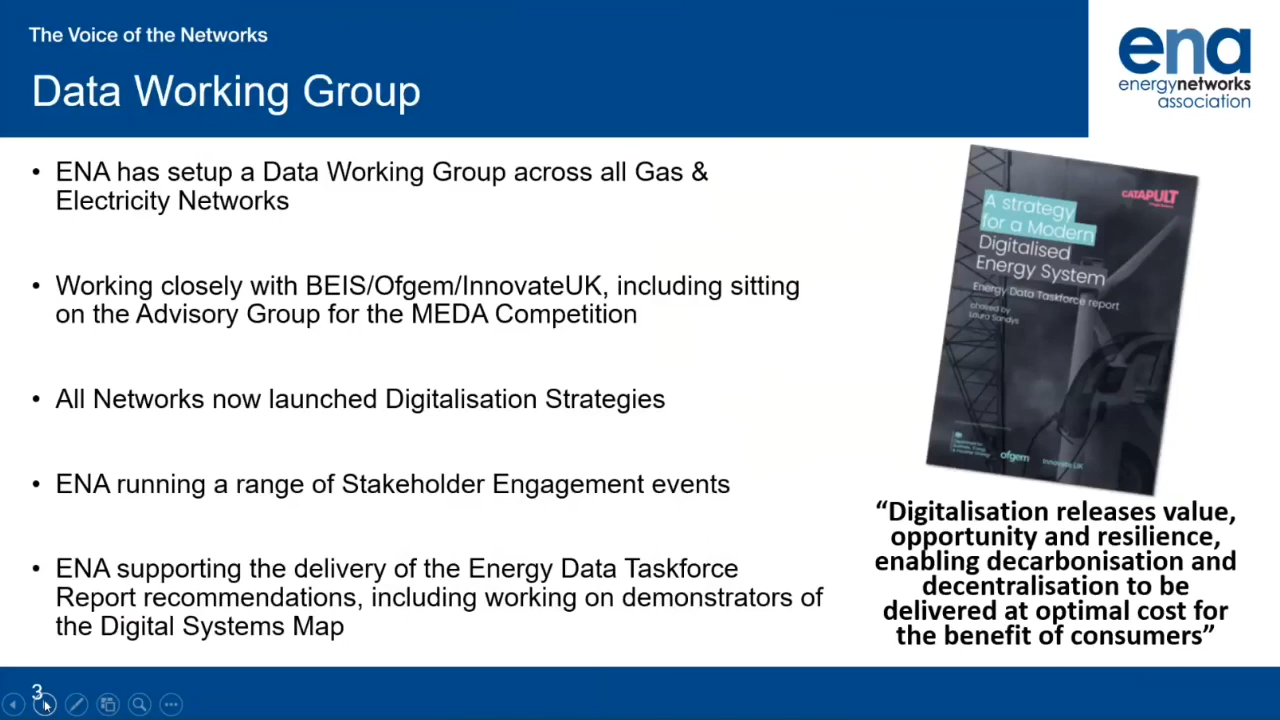 The Voice of the Networks
Data Working Group
ena
energynetworks
association
• ENA has setup a Data Working Group across all Gas &
Electricity Networks
• Working closely with BEIS/Ofgem/InnovateUK, including sitting
on the Advisory Group for the MEDA Competition
• All Networks now launched Digitalisation Strategies
• ENA running a range of Stakeholder Engagement events
• ENA supporting the delivery of the Energy Data Taskforce
Report recommendations, including working on demonstrators of
the Digital Systems Map
CATAPULT
A strategy
for a Modern
Digitalised
Energy System
Energy Data Taskforce report
chaired by
Laura Sandys
ofgem
Innovate UK
“Digitalisation releases value,
opportunity and resilience,
enabling decarbonisation and
decentralisation to be
delivered at optimal cost for
the benefit of consumers”
3